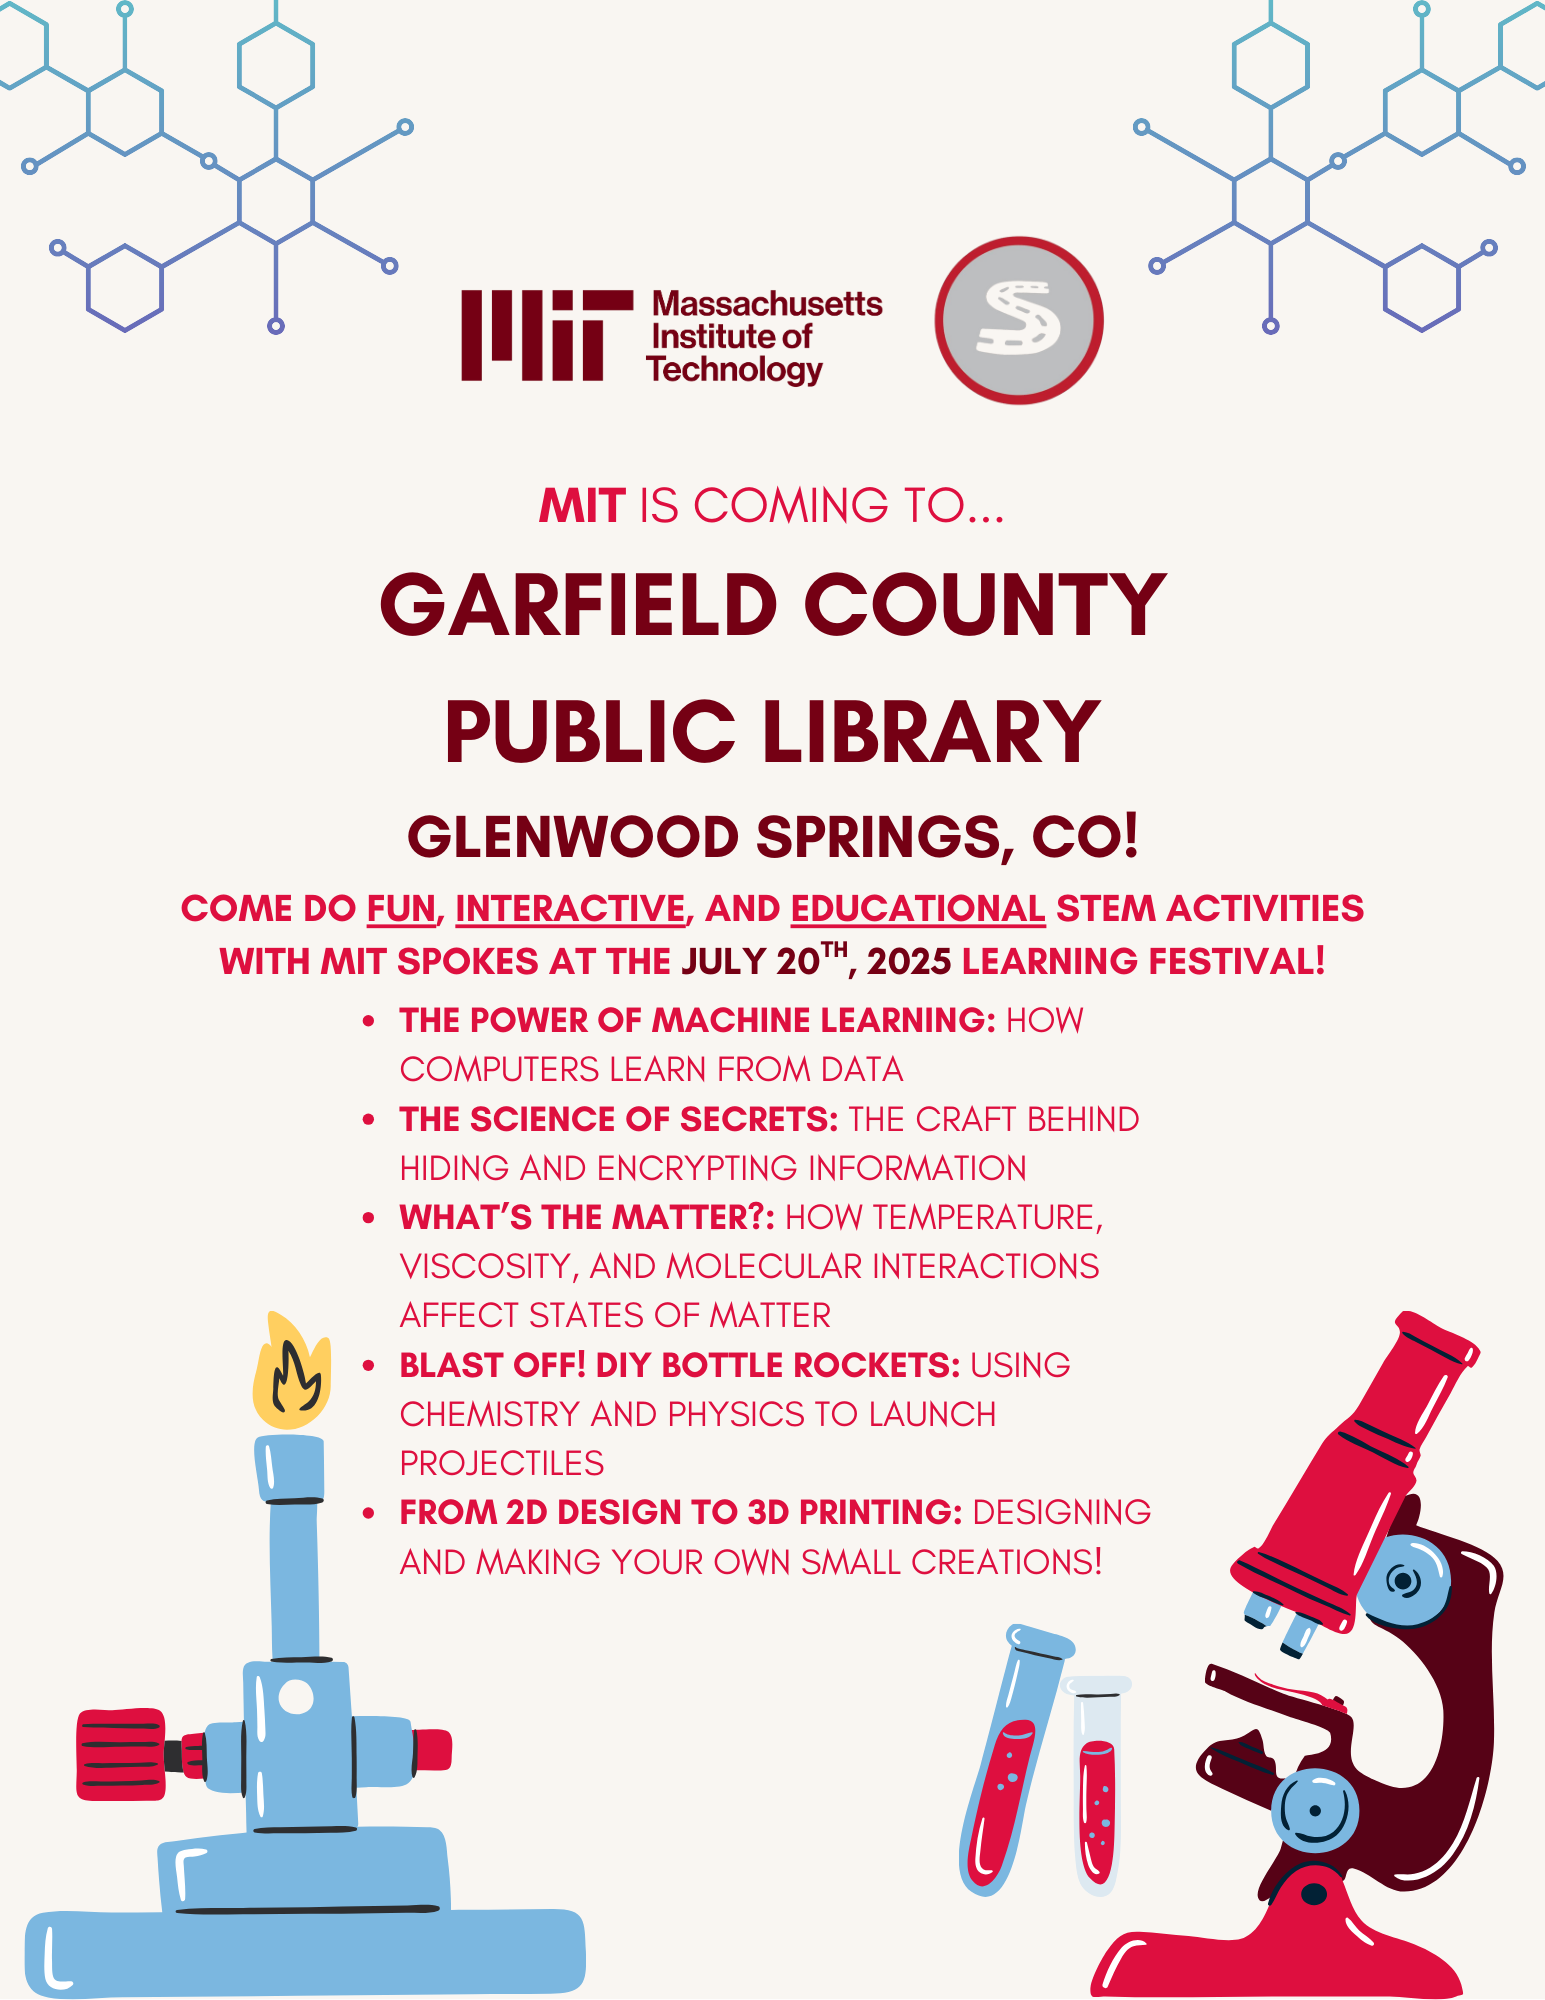 MIT Massachusetts
Institute of
Technology
S
MIT IS COMING TO...
GARFIELD COUNTY
PUBLIC LIBRARY
GLENWOOD SPRINGS, CO!
COME DO FUN, INTERACTIVE, AND EDUCATIONAL STEM ACTIVITIES
WITH MIT SPOKES AT THE JULY 20TH, 2025 LEARNING FESTIVAL!
• THE POWER OF MACHINE LEARNING: HOW
COMPUTERS LEARN FROM DATA
• THE SCIENCE OF SECRETS: THE CRAFT BEHIND
HIDING AND ENCRYPTING INFORMATION
• WHAT’S THE MATTER?: HOW TEMPERATURE,
VISCOSITY, AND MOLECULAR INTERACTIONS
AFFECT STATES OF MATTER
• BLAST OFF! DIY BOTTLE ROCKETS: USING
CHEMISTRY AND PHYSICS TO LAUNCH
PROJECTILES
• FROM 2D DESIGN TO 3D PRINTING: DESIGNING
AND MAKING YOUR OWN SMALL CREATIONS!